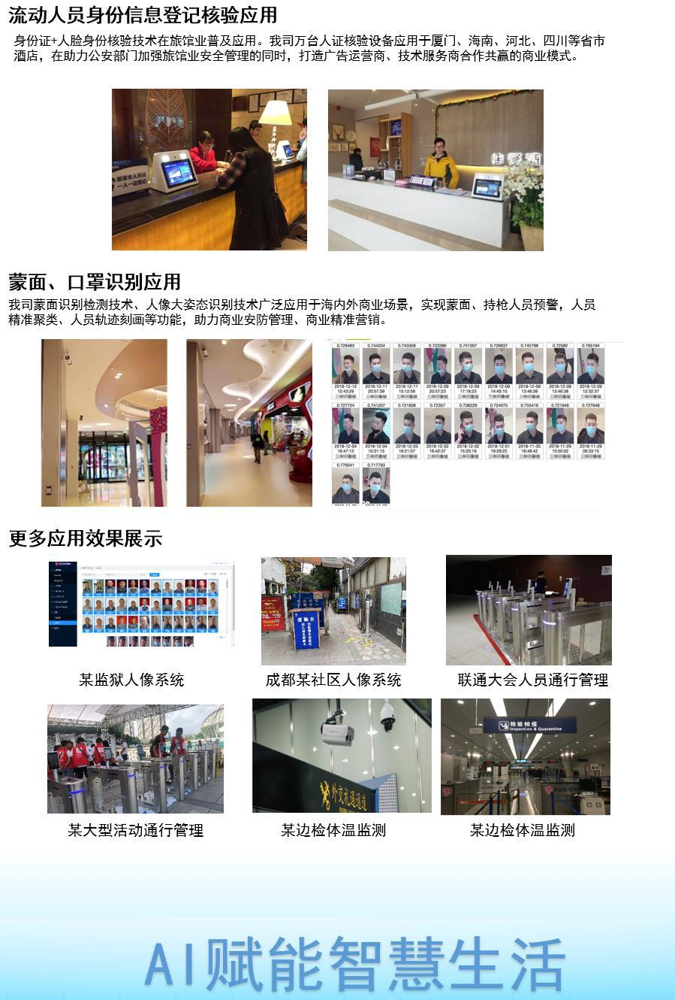 流动人员身份信息登记核验应用
身份证+人脸身份核验技术在旅馆业普及应用。我司万台人证核验设备应用于厦门、海南、河北、四川等省市
酒店，在助力公安部门加强旅馆业安全管理的同时，打造广告运营商、技术服务商合作共赢的商业模式。
旅客本人持证
一人一证登记
蒙面、口罩识别应用
我司蒙面识别检测技术、人像大姿态识别技术广泛应用于海内外商业场景，实现蒙面、持枪人员预警，人员
精准聚类、人员轨迹刻画等功能，助力商业安防管理、商业精准营销。
0.729483 0.744204 0.743358 0.723386 0.751007 0.729937 0.745798 0.72582 0.765194
2018-12-12 2018-12-11 2018-12-11 2018-12-09 2018-12-09 2018-12-09 2018-12-09 2018-12-09 2018-12-09
12:43:29 20:57:39 15:12:58 20:57:23 17:18:23 14:45:10 13:46:39 13:46:38 12:32:37
0.727724 0.741207 0.721808 0.72357 0.738229 0.724075 0.755416 0.721946 0.727648
2018-12-04 2018-12-04 2018-12-03 2018-12-02 2018-12-02 2018-12-01 2018-11-30 2018-11-29 2018-11-29
16:47:13 10:31:15 16:21:07 16:42:37 15:20:19 19:29:25 16:48:42 13:50:02 09:33:15
0.776541 0.717793
更多应用效果展示
某监狱人像系统 成都某社区人像系统 联通大会人员通行管理
外交礼遇通道
检验检疫
Inspection & Quarantine
某大型活动通行管理 某边检体温监测 某边检体温监测
AI赋能智慧生活